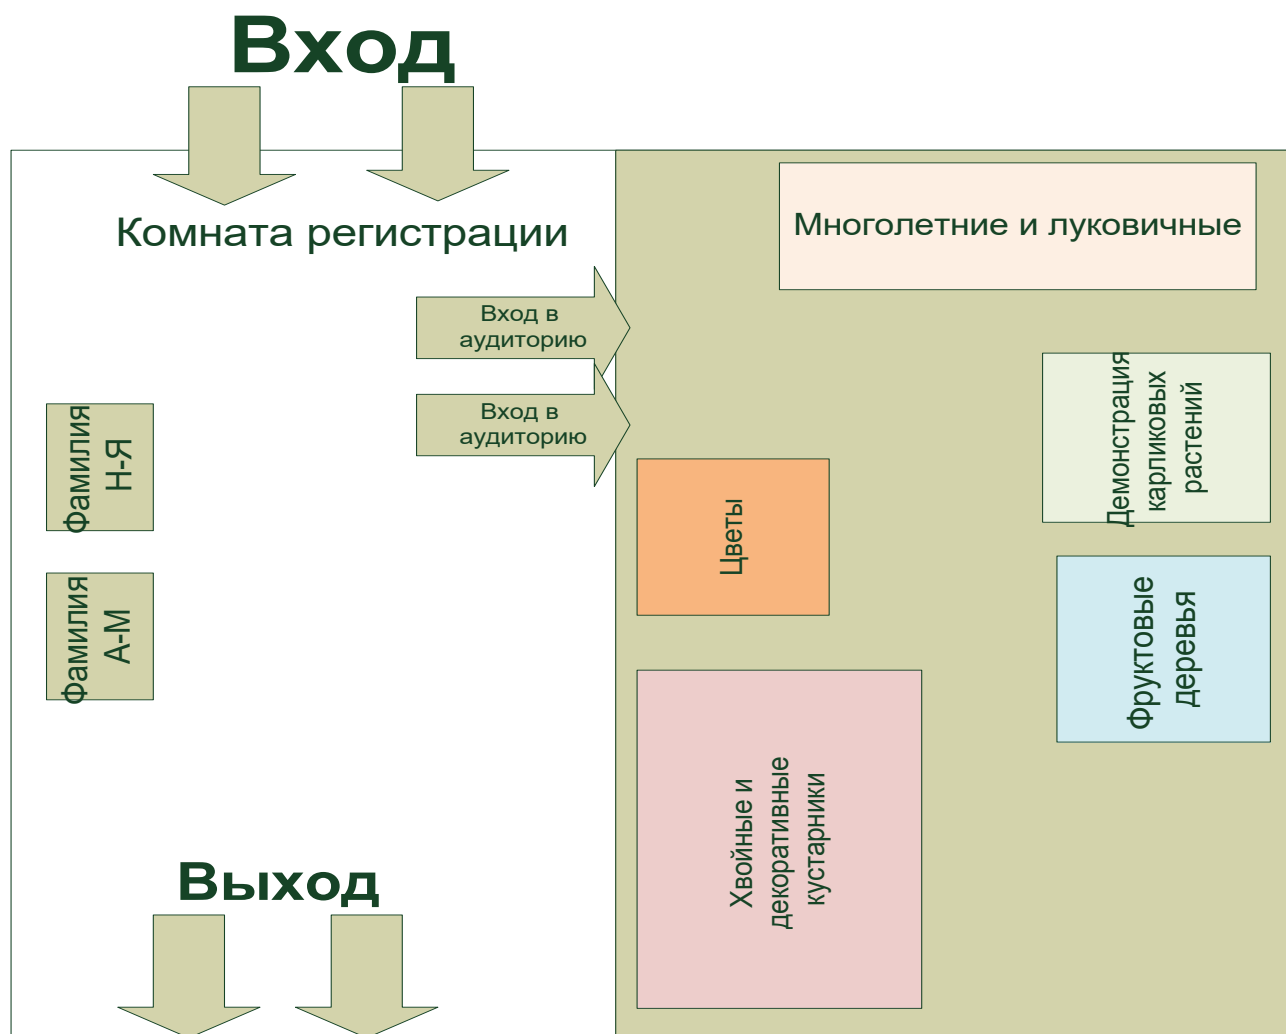 Вход
Комната регистрации
Многолетние и луковичные
Вход в
аудиторию
Вход в
аудиторию
Демонстрация
карликовых
растений
Фамилия
Н-Я
Цветы
Фамилия
А-М
Фруктовые
деревья
Хвойные и
декоративные
кустарники
Выход